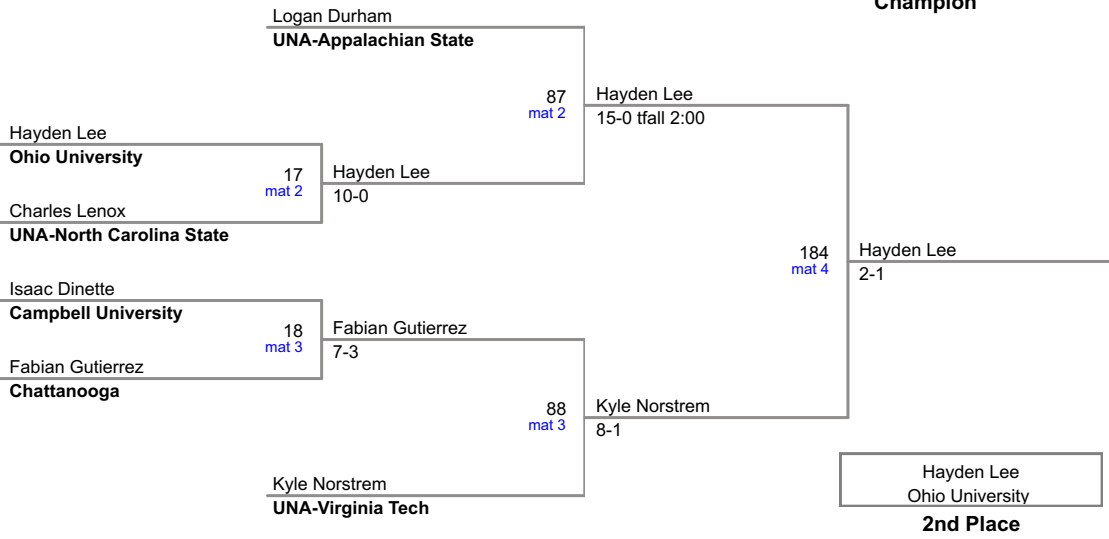 Champion
Logan Durham
UNA-Appalachian State
87
mat 2
Hayden Lee
15-0 tfall 2:00
Hayden Lee
Ohio University
17
mat 2
Hayden Lee
10-0
Charles Lenox
UNA-North Carolina State
184
mat 4
Hayden Lee
2-1
Isaac Dinette
Campbell University
18
mat 3
Fabian Gutierrez
7-3
Fabian Gutierrez
Chattanooga
88
mat 3
Kyle Norstrem
8-1
Kyle Norstrem
UNA-Virginia Tech
Hayden Lee
Ohio University
2nd Place